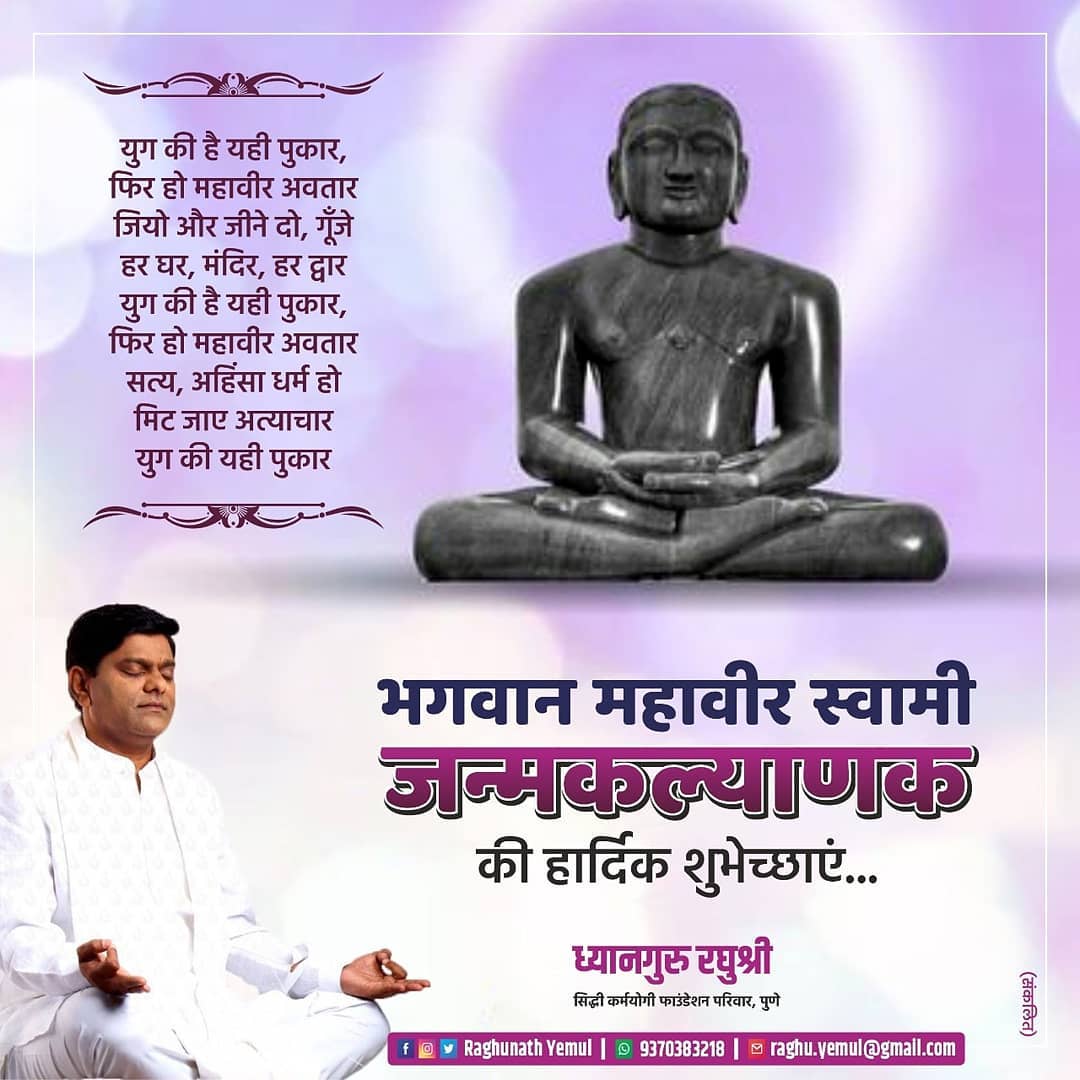 युग की है यही पुकार,
फिर हो महावीर अवतार
जियो और जीने दो, गूँजे
हर घर, मंदिर, हर द्वार
युग की है यही पुकार,
फिर हो महावीर अवतार
सत्य, अहिंसा धर्म हो
मिट जाए अत्याचार
युग की यही पुकार
भगवान महावीर स्वामी
जन्मकल्याणक
की हार्दिक शुभेच्छाएं...
ध्यानगुरु रघुश्री
सिद्धी कर्मयोगी फाउंडेशन परिवार, पुणे
(संकलित)
Raghunath Yemul | 9370383218 | raghu.yemul@gmail.com